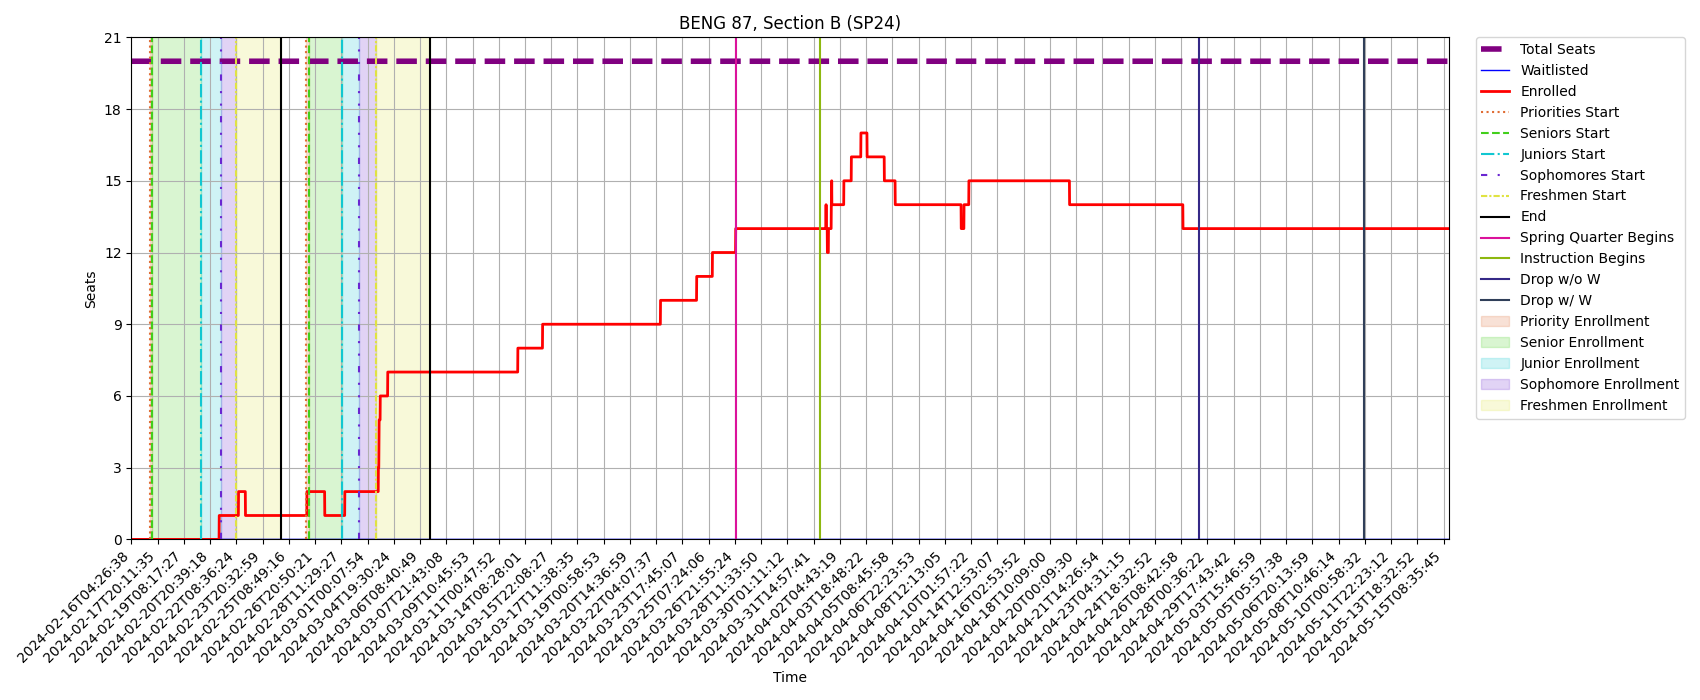 BENG 87, Section B (SP24)
21
18
15
12
9
6
3
0
Seats
2024-02-16T04:26:38
2024-02-17T20:11:35
2024-02-19T08:17:27
2024-02-20T20:39:18
2024-02-22T08:36:24
2024-02-23T20:32:59
2024-02-25T08:49:16
2024-02-26T20:50:21
2024-02-28T11:29:27
2024-03-01T00:07:54
2024-03-04T19:30:24
2024-03-06T08:40:49
2024-03-07T21:43:08
2024-03-09T10:45:53
2024-03-11T00:47:52
2024-03-14T08:28:01
2024-03-15T22:08:27
2024-03-17T11:38:35
2024-03-19T00:58:53
2024-03-20T14:36:59
2024-03-22T04:07:37
2024-03-23T17:45:07
2024-03-25T07:24:06
2024-03-26T21:55:24
2024-03-28T11:33:50
2024-03-30T01:11:12
2024-03-31T14:57:41
2024-04-02T04:43:19
2024-04-03T18:48:22
2024-04-05T08:45:58
2024-04-06T22:23:53
2024-04-08T12:13:05
2024-04-10T01:57:22
2024-04-14T12:53:07
2024-04-16T02:53:52
2024-04-18T10:09:00
2024-04-20T00:09:30
2024-04-21T14:26:54
2024-04-23T04:31:15
2024-04-24T18:32:52
2024-04-26T08:42:58
2024-04-28T00:36:22
2024-04-29T17:43:42
2024-05-03T15:46:59
2024-05-05T05:57:38
2024-05-06T20:13:59
2024-05-08T10:46:14
2024-05-10T00:58:32
2024-05-11T22:23:12
2024-05-13T18:32:52
2024-05-15T08:35:45
Time
Total Seats
Waitlisted
Enrolled
Priorities Start
Seniors Start
Juniors Start
Sophomores Start
Freshmen Start
End
Spring Quarter Begins
Instruction Begins
Drop w/o W
Drop w/ W
Priority Enrollment
Senior Enrollment
Junior Enrollment
Sophomore Enrollment
Freshmen Enrollment